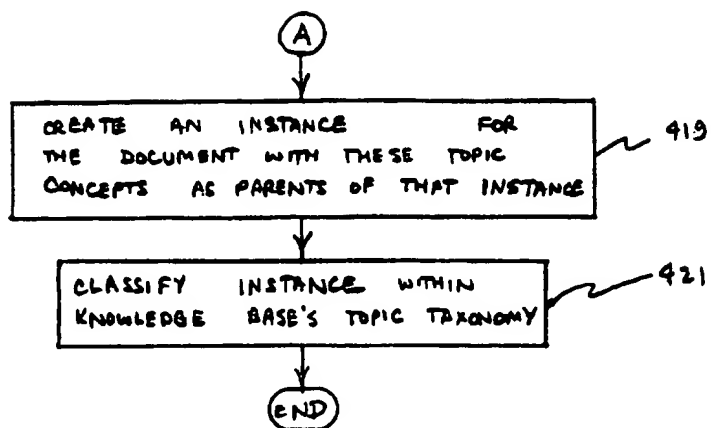 A
CREATE AN INSTANCE FOR
THE DOCUMENT WITH THESE TOPIC
CONCEPTS AS PARENTS OF THAT INSTANCE
419
CLASSIFY INSTANCE WITHIN
KNOWLEDGE BASE'S TOPIC TAXONOMY
421
END